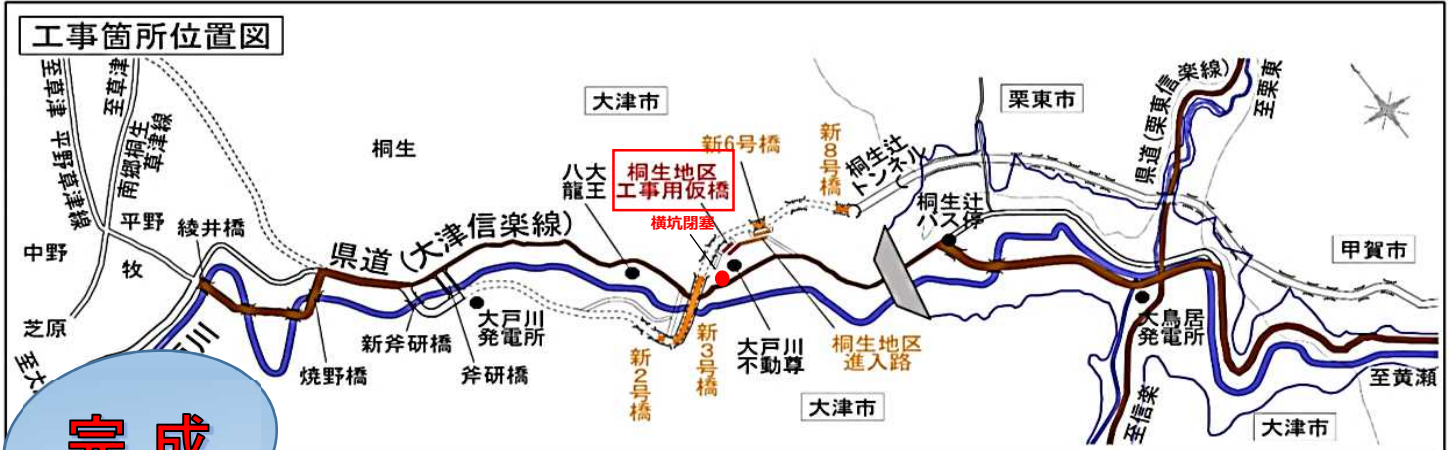 工事箇所位置図
至草津 平野草津線
至草津
南郷桐生
草津線
桐生
大津市
栗東市
県道(栗東信楽線)
至栗東
新6号橋
新8号橋
桐生辻
トンネル
八大
龍王
桐生地区
工事用仮橋
横坑閉塞
桐生辻
バス停
甲賀市
中野
平野
綾井橋
牧
県道(大津信楽線)
芝原
新斧研橋
大戸川
発電所
焼野橋
斧研橋
新2号橋
新3号橋
大戸川
不動尊
桐生地区
進入路
大鳥居
発電所
至黄瀬
大津市
至信楽
大津市
完成